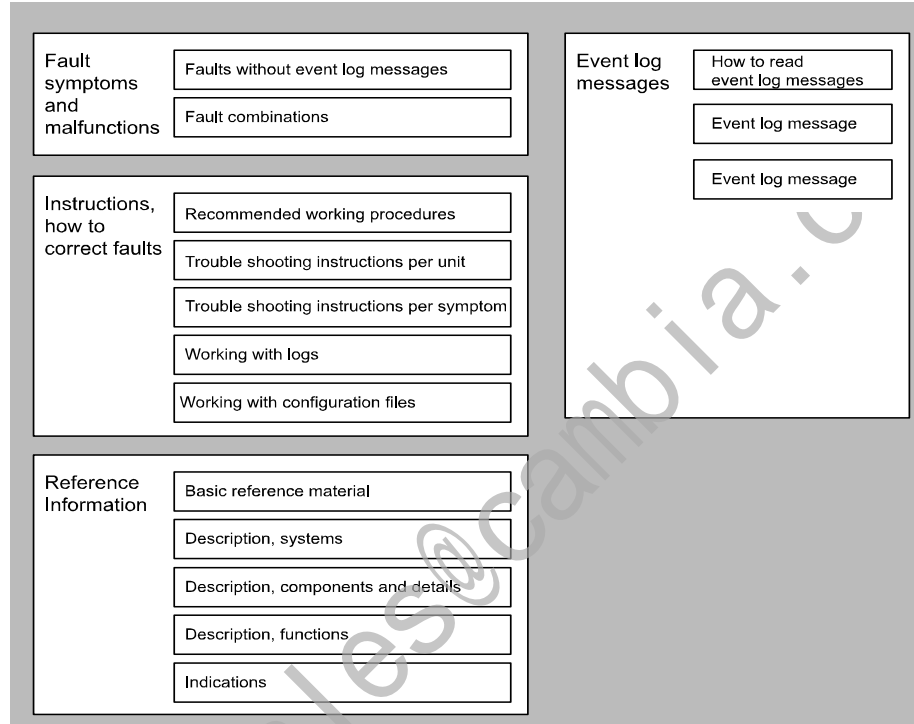 Fault
symptoms
and
malfunctions
Faults without event log messages
Fault combinations
Instructions,
how to
correct faults
Recommended working procedures
Trouble shooting instructions per unit
Trouble shooting instructions per symptom
Working with logs
Working with configuration files
Reference
Information
Basic reference material
Description, systems
Description, components and details
Description, functions
Indications
Event log
messages
How to read
event log messages
Event log message
Event log message
les@cambia.c